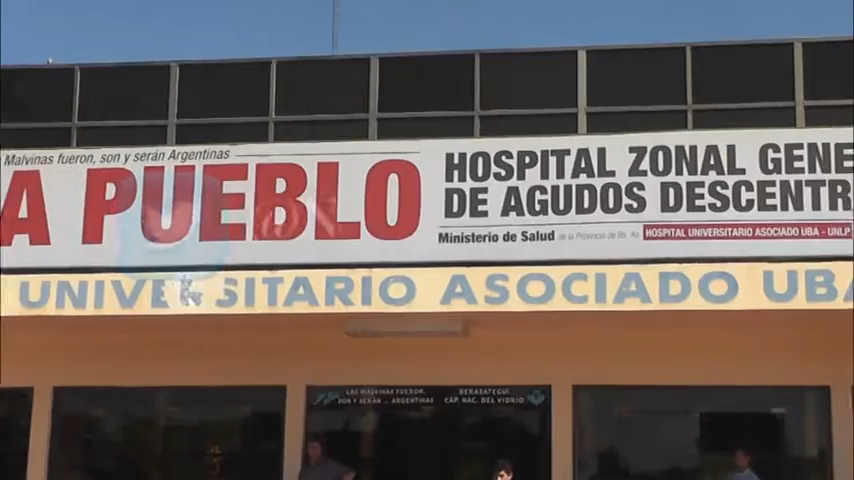 Malvinas fueron, son y serán Argentinas
A PUEBLO
HOSPITAL ZONAL GENE
DE AGUDOS DESCENTR
Ministerio de Salud de la Provincia de Bs. As.
HOSPITAL UNIVERSITARIO ASOCIADO UBA - UNLP
UNIVERSITARIO ASOCIADO UBA
LAS MALVINAS FUERON,
SON Y SERÁN ARGENTINAS
BERAZATEGUI
CAP. NAC. DEL VIDRIO